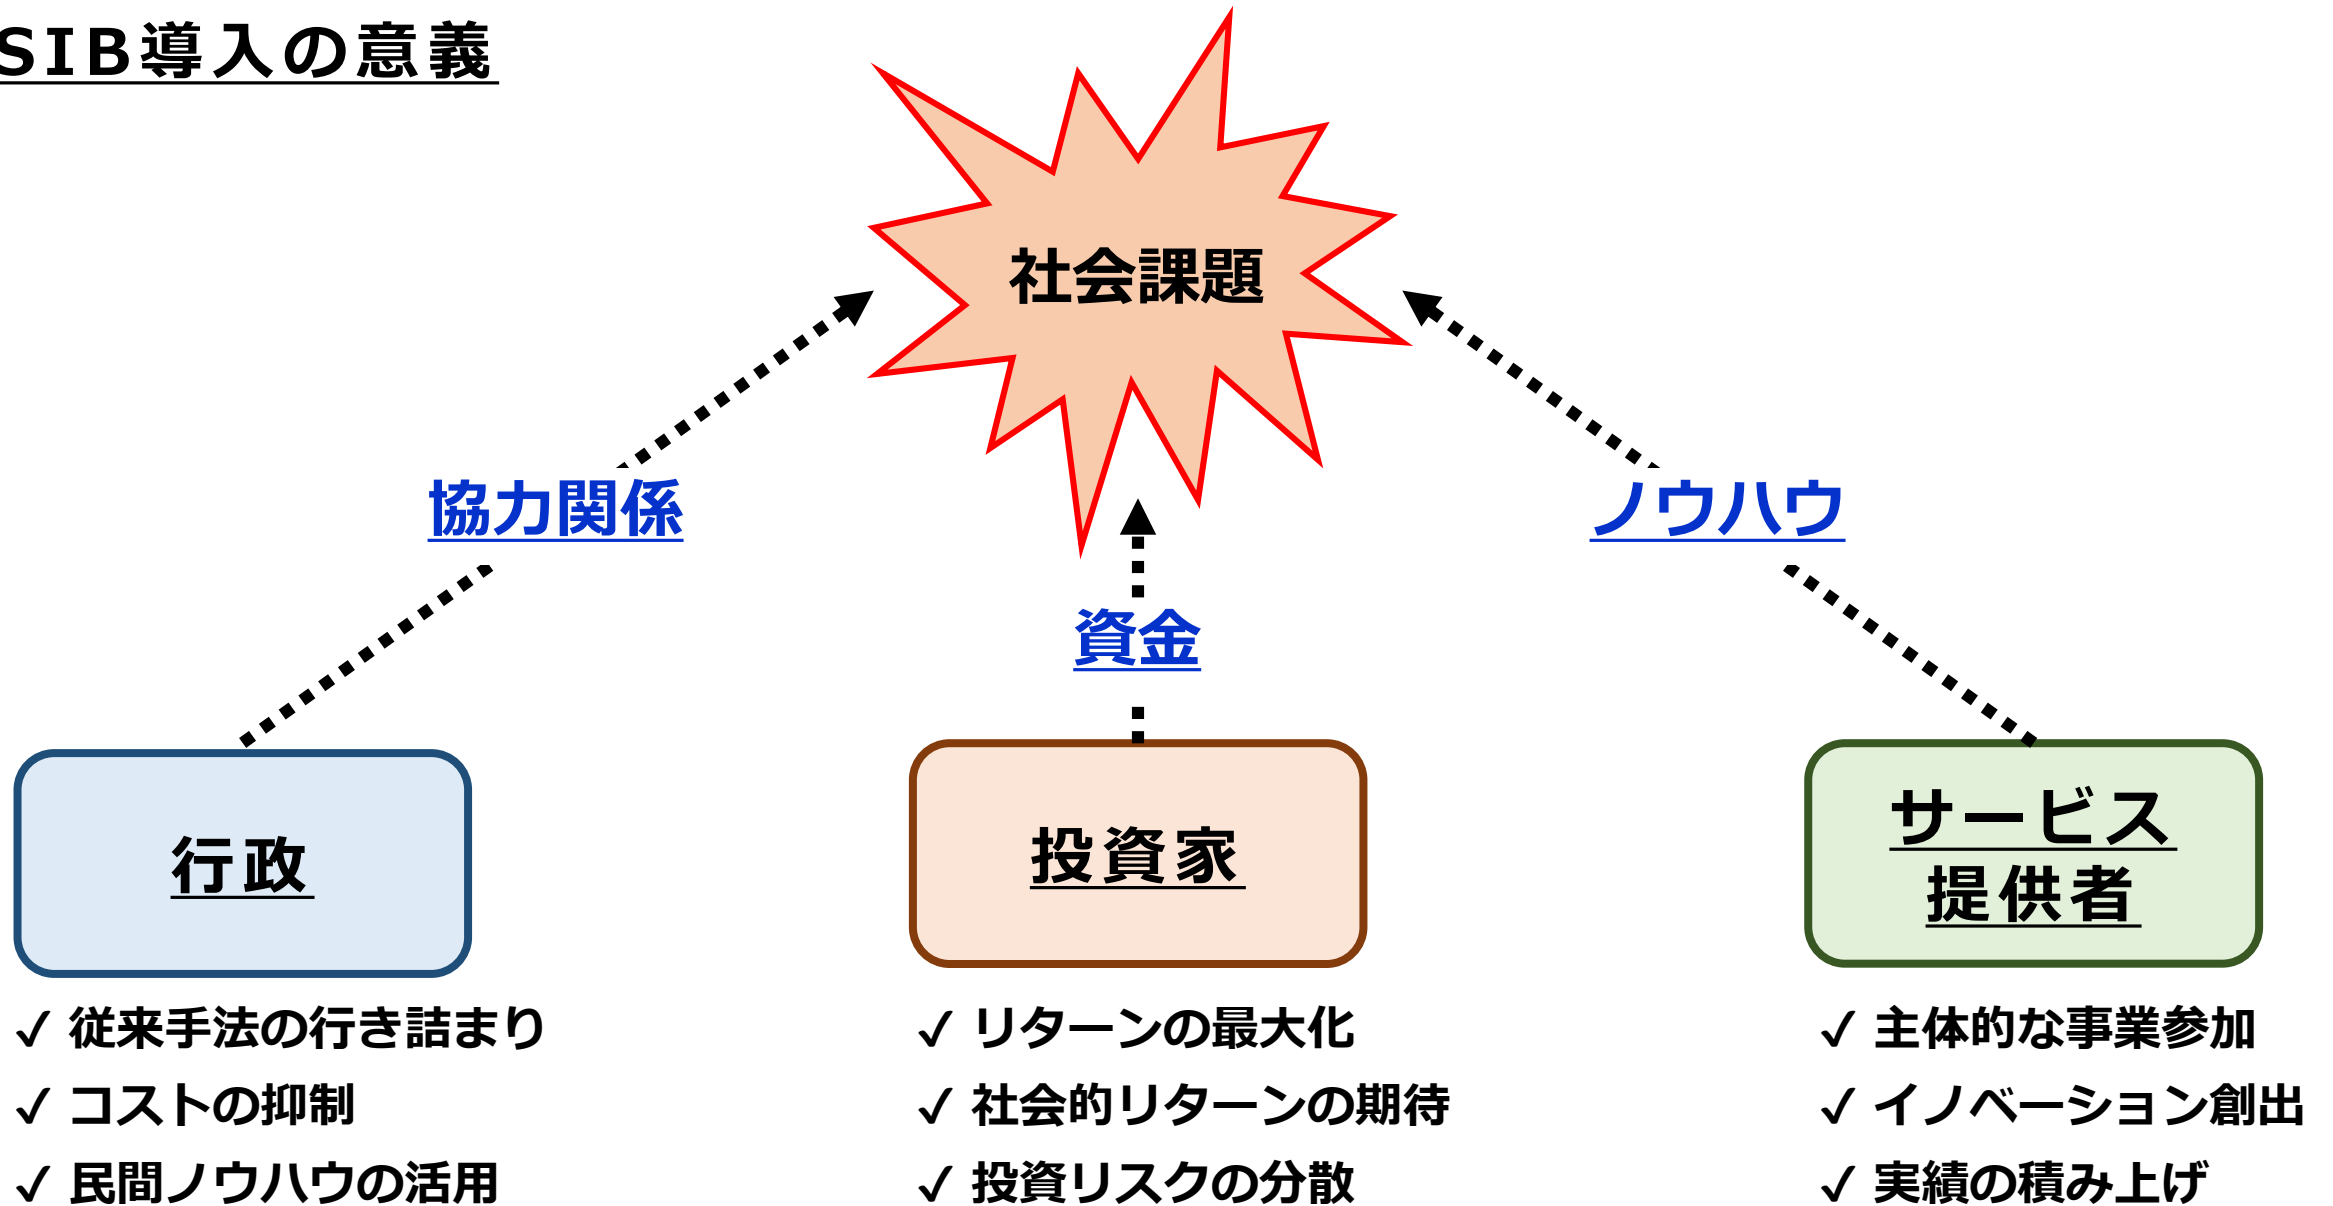 SIB導入の意義
社会課題
協力関係
ノウハウ
資金
行政
投資家
サービス
提供者
✓ 従来手法の行き詰まり
✓ コストの抑制
✓ 民間ノウハウの活用
✓ リターンの最大化
✓ 社会的リターンの期待
✓ 投資リスクの分散
✓ 主体的な事業参加
✓ イノベーション創出
✓ 実績の積み上げ